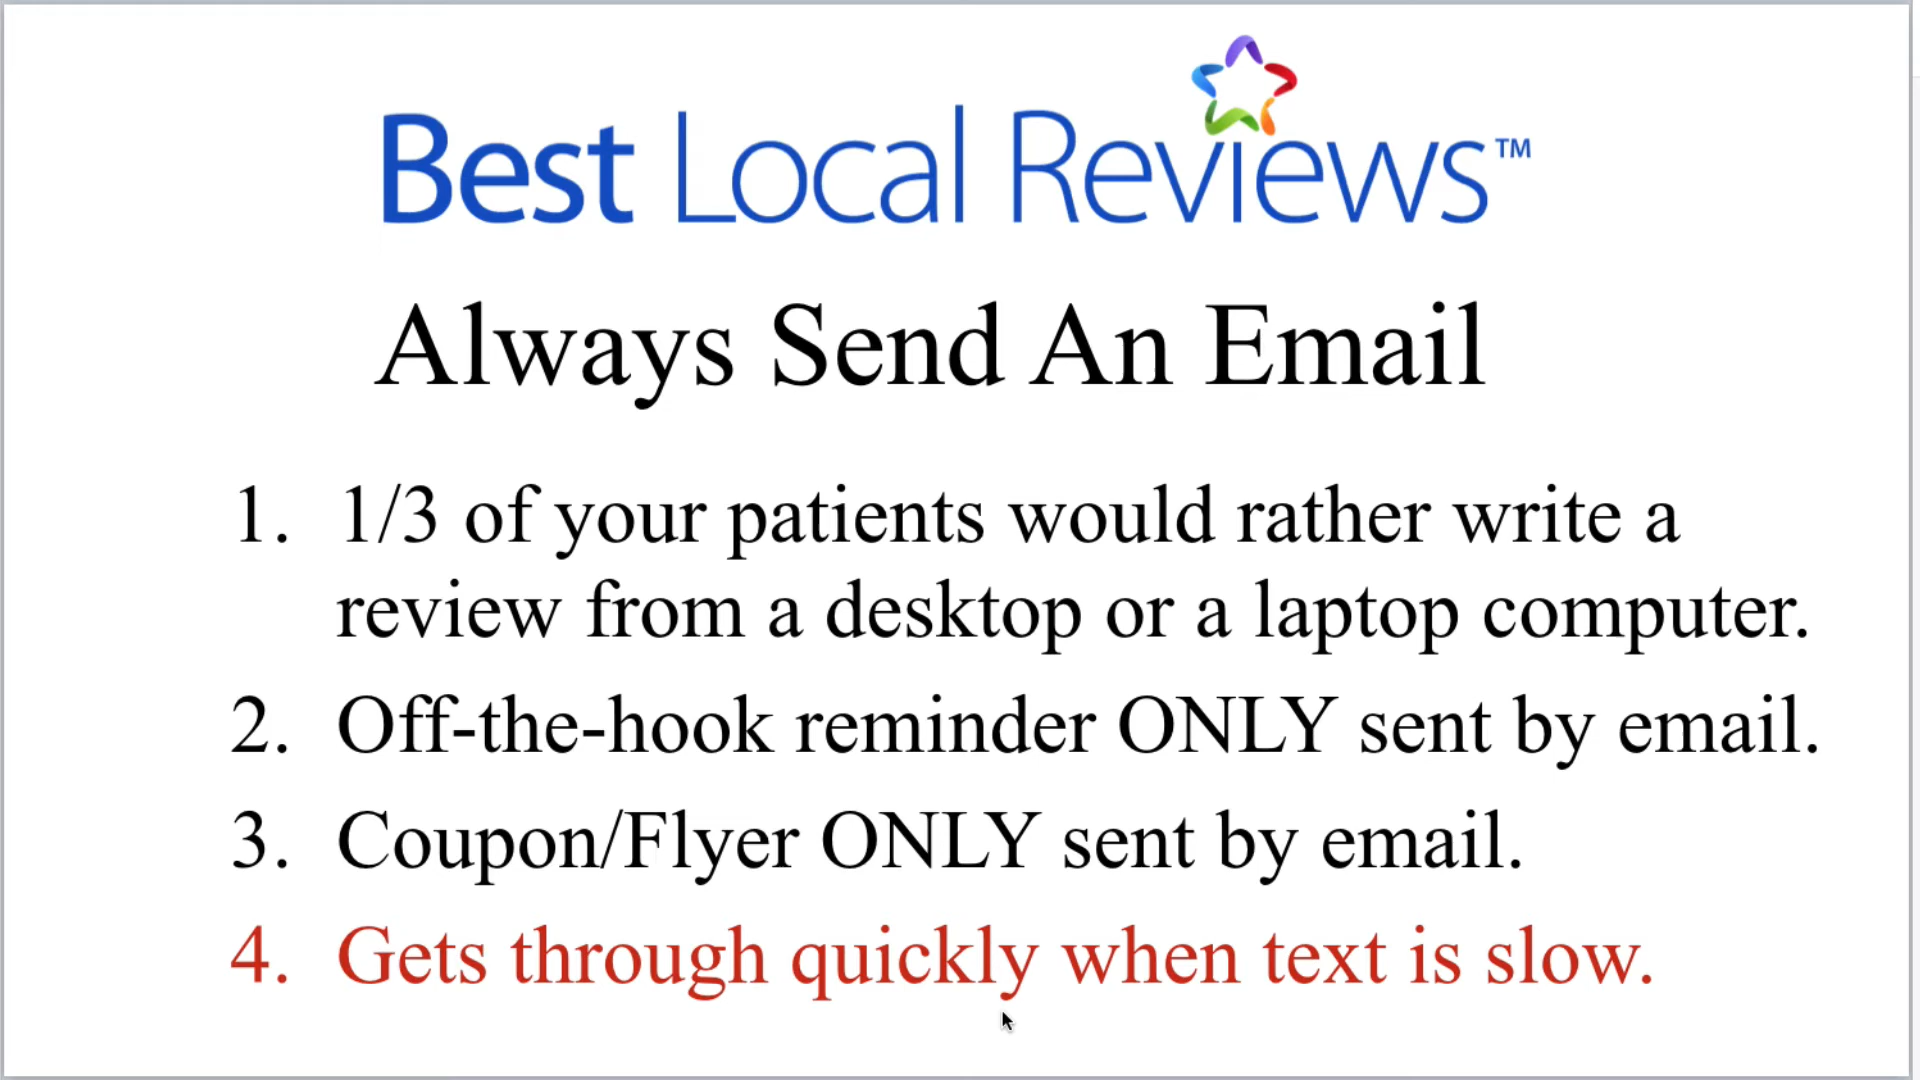 Best Local Reviews™
Always Send An Email
1. 1/3 of your patients would rather write a
review from a desktop or a laptop computer.
2. Off-the-hook reminder ONLY sent by email.
3. Coupon/Flyer ONLY sent by email.
4. Gets through quickly when text is slow.